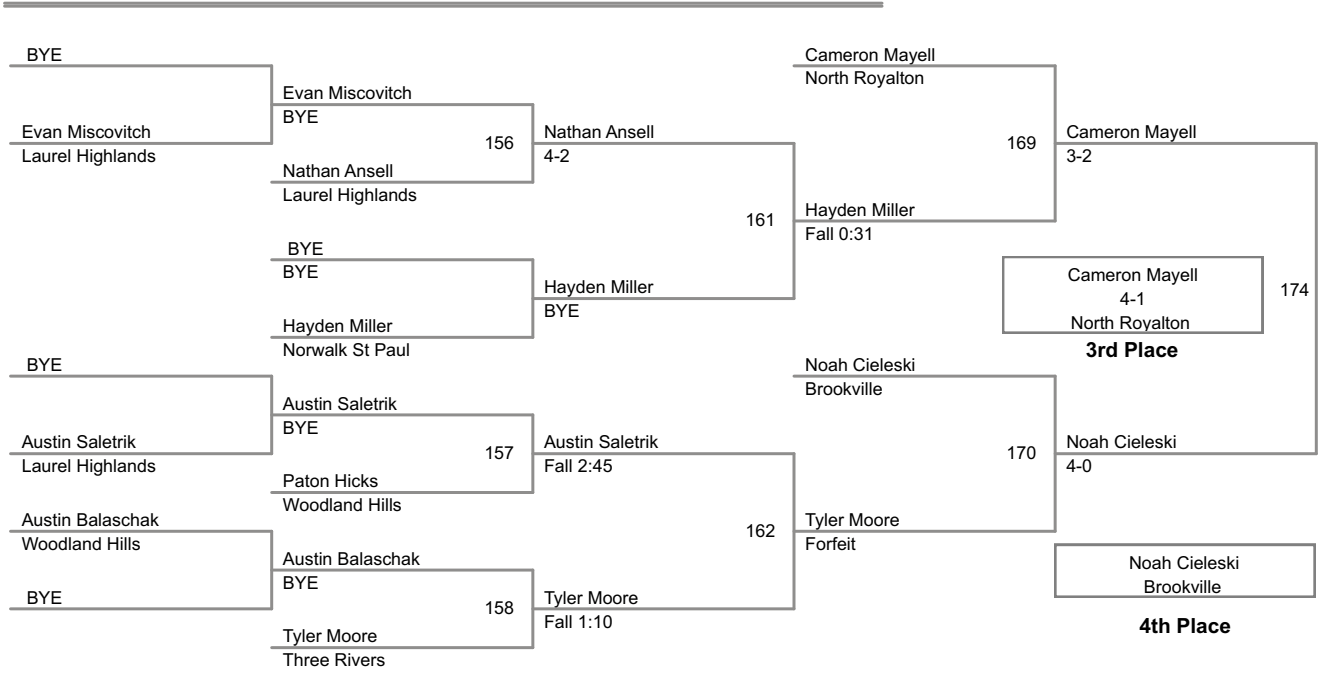 BYE
Evan Miscovitch
Laurel Highlands
Evan Miscovitch
BYE
156
Nathan Ansell
Laurel Highlands
Nathan Ansell
4-2
BYE
BYE
Hayden Miller
Norwalk St Paul
Hayden Miller
BYE
161
Cameron Mayell
North Royalton
169
Hayden Miller
Fall 0:31
Cameron Mayell
3-2
Cameron Mayell
4-1
North Royalton
3rd Place
174
BYE
Austin Saletrik
Laurel Highlands
Austin Saletrik
BYE
157
Paton Hicks
Woodland Hills
Austin Saletrik
Fall 2:45
Austin Balaschak
Woodland Hills
BYE
Austin Balaschak
BYE
158
Tyler Moore
Three Rivers
Tyler Moore
Fall 1:10
162
Noah Cieleski
Brookville
170
Tyler Moore
Forfeit
Noah Cieleski
4-0
Noah Cieleski
Brookville
4th Place